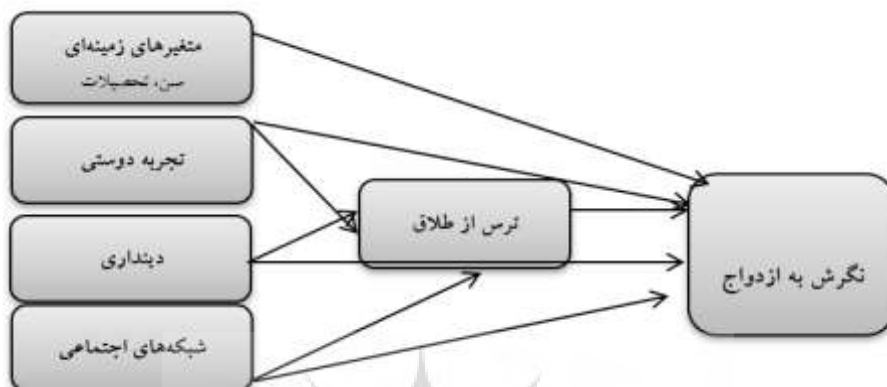 متغیرهای زمینه‌ای
سن، تحصیلات
تجربه دوستی
دینداری
شبکه‌های اجتماعی
ترس از طلاق
نگرش به ازدواج